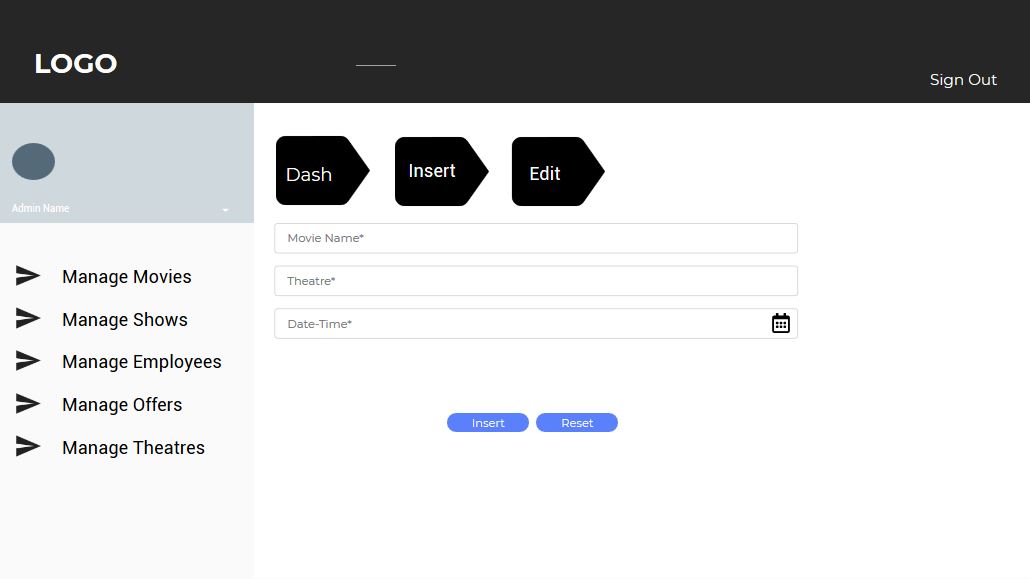 LOGO
Sign Out
Admin Name
Dash
Insert
Edit
Movie Name*
Theatre*
Date-Time*
Manage Movies
Manage Shows
Manage Employees
Manage Offers
Manage Theatres
Insert
Reset